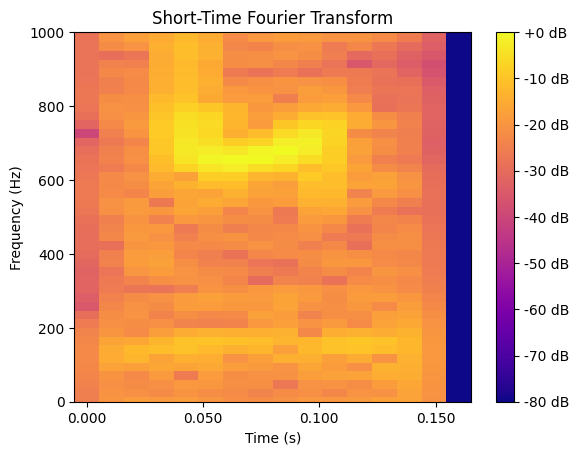 Short-Time Fourier Transform
1000
800
600
400
200
0
Frequency (Hz)
0.000
0.050
0.100
0.150
Time (s)
+0 dB
-10 dB
-20 dB
-30 dB
-40 dB
-50 dB
-60 dB
-70 dB
-80 dB